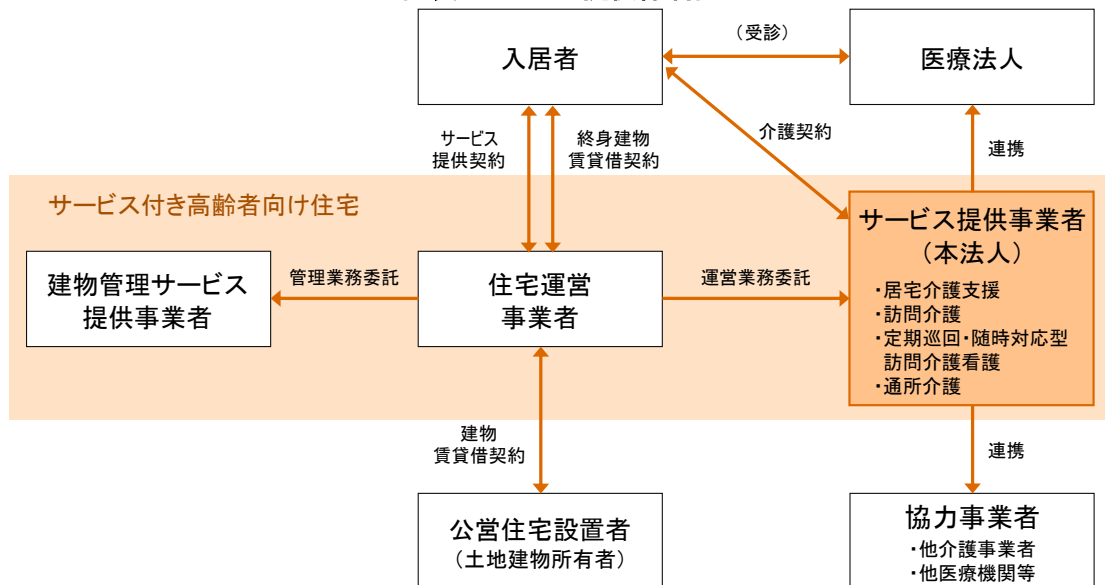 入居者
(受診)
医療法人
サービス
提供契約
終身建物
賃貸借契約
介護契約
連携
サービス付き高齢者向け住宅
建物管理サービス
提供事業者
管理業務委託
住宅運営
事業者
運営業務委託
サービス提供事業者
(本法人)
・居宅介護支援
・訪問介護
・定期巡回・随時対応型
訪問介護看護
・通所介護
建物
賃貸借契約
連携
公営住宅設置者
(土地建物所有者)
協力事業者
・他介護事業者
・他医療機関等